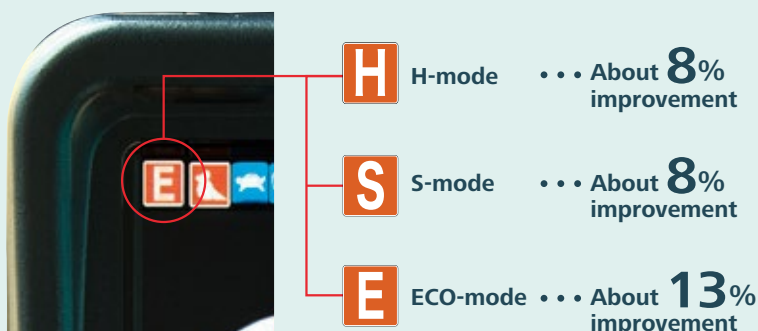 E
H
H-mode ••• About 8%
improvement
S
S-mode ••• About 8%
improvement
E
ECO-mode ••• About 13%
improvement